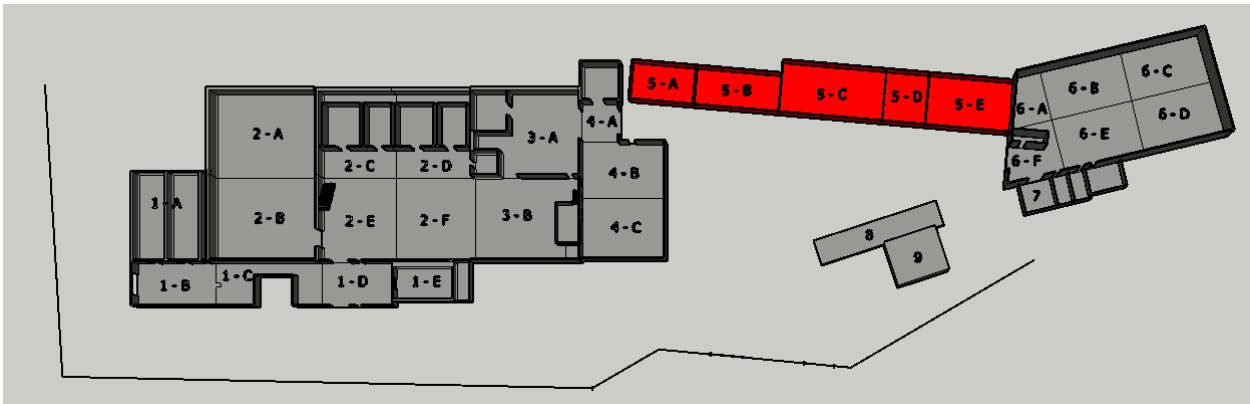 1 - A
1 - B
1 - C
1 - D
1 - E
2 - A
2 - B
2 - C
2 - D
2 - E
2 - F
3 - A
3 - B
4 - A
4 - B
4 - C
5 - A
5 - B
5 - C
5 - D
5 - E
6 - A
6 - B
6 - C
6 - D
6 - E
6 - F
7
8
9